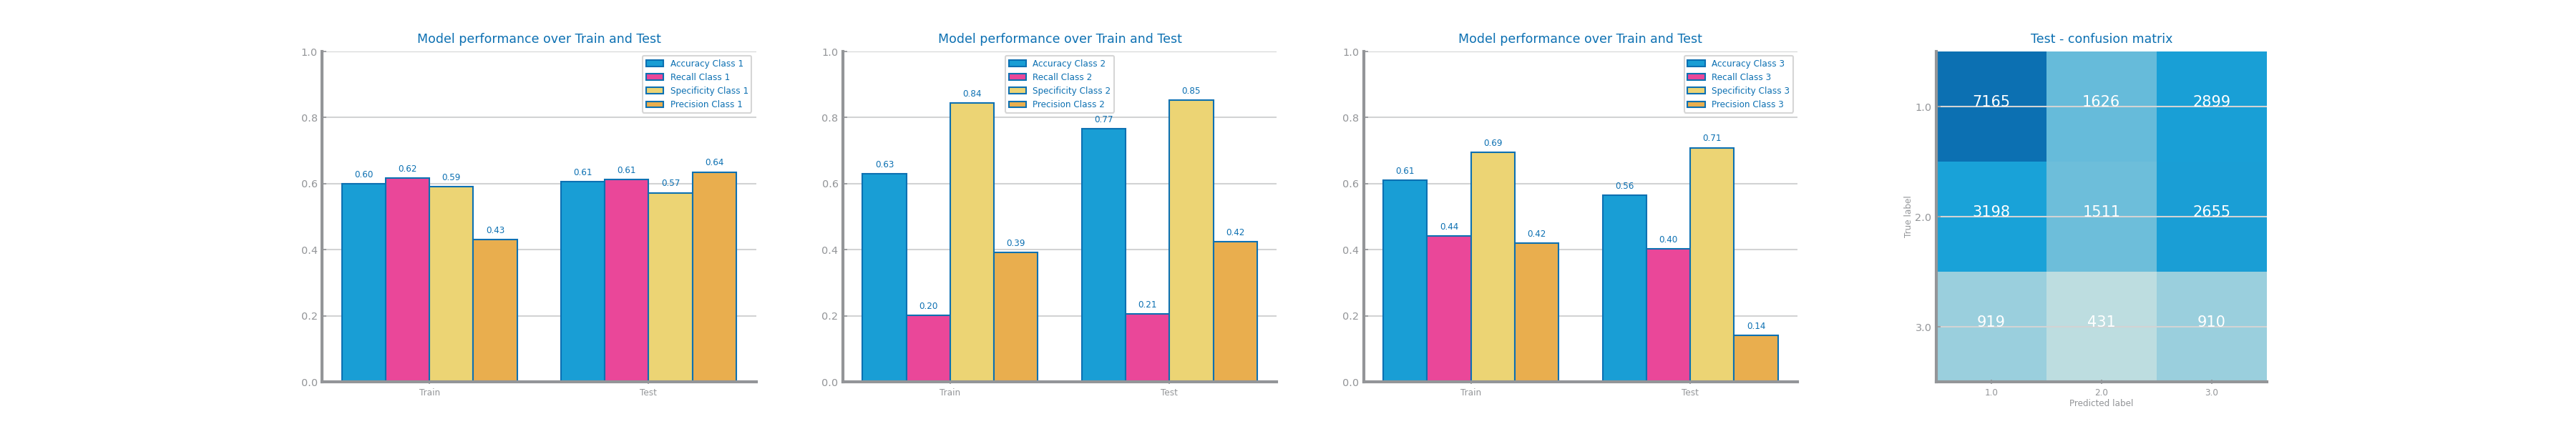 Model performance over Train and Test
1.0
0.8
0.6
0.4
0.2
0.0
Accuracy Class 1
Recall Class 1
Specificity Class 1
Precision Class 1
0.60
0.62
0.59
0.43
0.61
0.61
0.57
0.64
Train
Test
Model performance over Train and Test
1.0
0.8
0.6
0.4
0.2
0.0
Accuracy Class 2
Recall Class 2
Specificity Class 2
Precision Class 2
0.63
0.20
0.84
0.39
0.77
0.21
0.85
0.42
Train
Test
Model performance over Train and Test
1.0
0.8
0.6
0.4
0.2
0.0
Accuracy Class 3
Recall Class 3
Specificity Class 3
Precision Class 3
0.61
0.44
0.69
0.42
0.56
0.40
0.71
0.14
Train
Test
Test - confusion matrix
True label
1.0
7165 1626 2899
2.0
3198 1511 2655
3.0
919 431 910
1.0 2.0 3.0
Predicted label